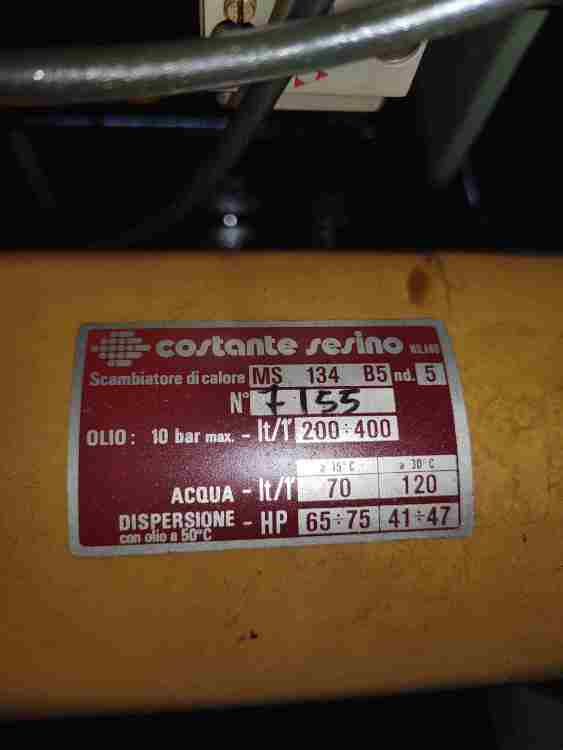 costante sesino MILANO
Scambiatore di calore MS 134 B5 nd. 5
N° 7155
OLIO: 10 bar max. - lt/1' 200÷400
a 15°C a 30°C
ACQUA - lt/1' 70 120
DISPERSIONE - HP 65÷75 41÷47
con olio a 50°C